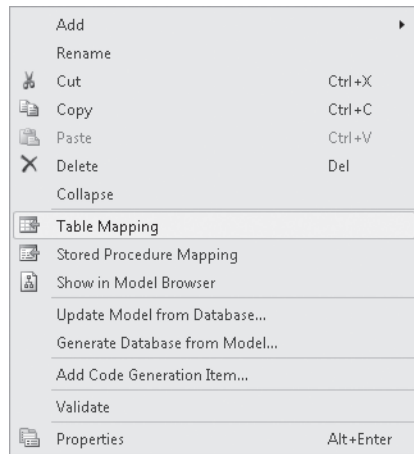 Add
Rename
Cut Ctrl+X
Copy Ctrl+C
Paste Ctrl+V
Delete Del
Collapse
Table Mapping
Stored Procedure Mapping
Show in Model Browser
Update Model from Database...
Generate Database from Model...
Add Code Generation Item...
Validate
Properties Alt+Enter